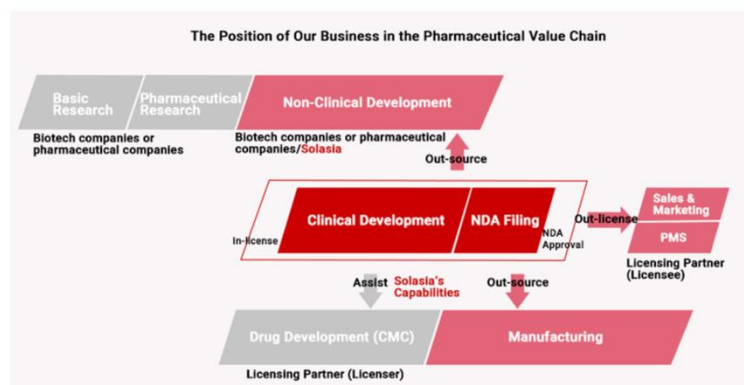 The Position of Our Business in the Pharmaceutical Value Chain
Basic
Research
Pharmaceutical
Research
Non-Clinical Development
Biotech companies or
pharmaceutical companies
Biotech companies or pharmaceutical
companies/Solasia
Out-source
Clinical Development
NDA Filing
In-license
NDA
Approval
Out-license
Sales &
Marketing
PMS
Licensing Partner
(Licensee)
Assist
Solasia's
Capabilities
Out-source
Drug Development (CMC)
Manufacturing
Licensing Partner (Licenser)